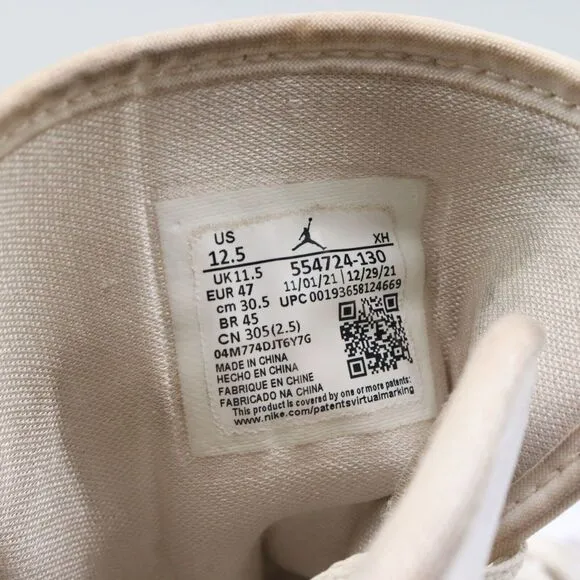 US
12.5 XH
UK 11.5 554724-130
EUR 47 11/01/21 12/29/21
cm 30.5 UPC 00193658124669
BR 45
CN 305(2.5)
04M774DJT6Y7G
MADE IN CHINA
HECHO EN CHINA
FABRIQUE EN CHINE
FABRICADO NA CHINA
This product is covered by one or more patents:
www.nike.com/patentsvirtualmarking